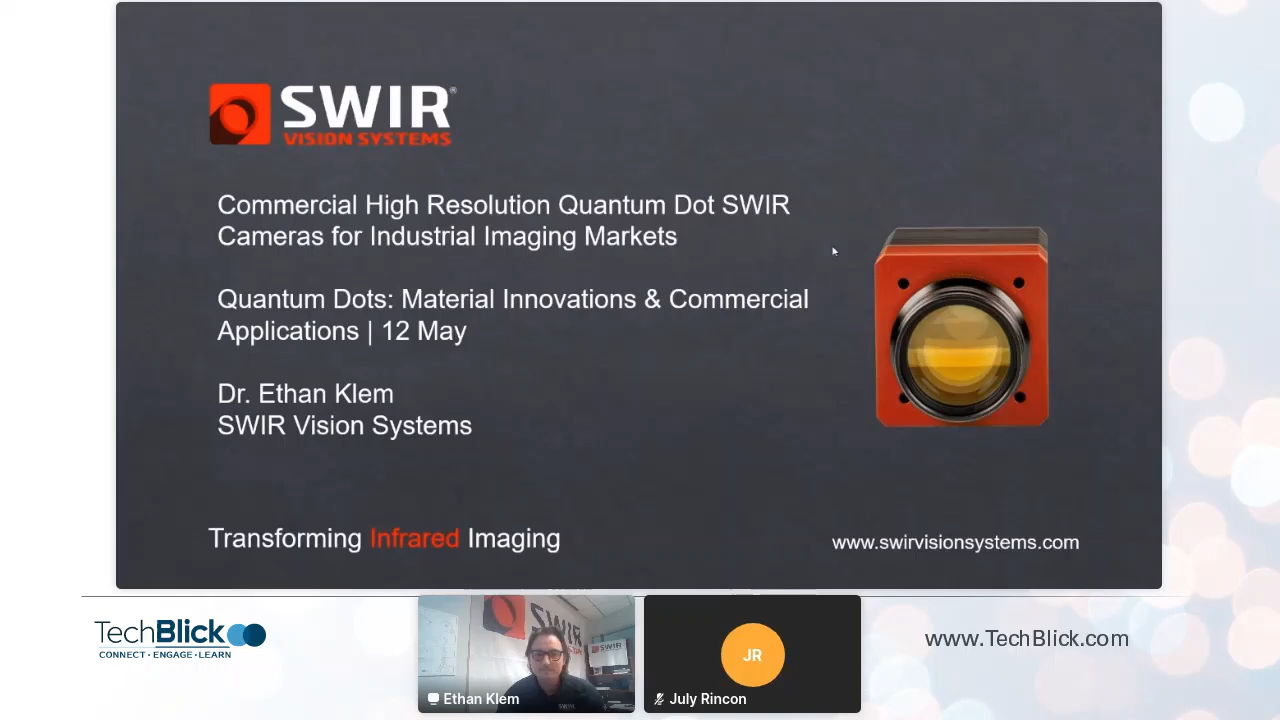 SWIR®
VISION SYSTEMS
Commercial High Resolution Quantum Dot SWIR
Cameras for Industrial Imaging Markets
Quantum Dots: Material Innovations & Commercial
Applications | 12 May
Dr. Ethan Klem
SWIR Vision Systems
Transforming Infrared Imaging
www.swirvisionsystems.com
TechBlick
CONNECT · ENGAGE · LEARN
SWIR
SWIR
Ethan Klem
JR
July Rincon
www.TechBlick.com